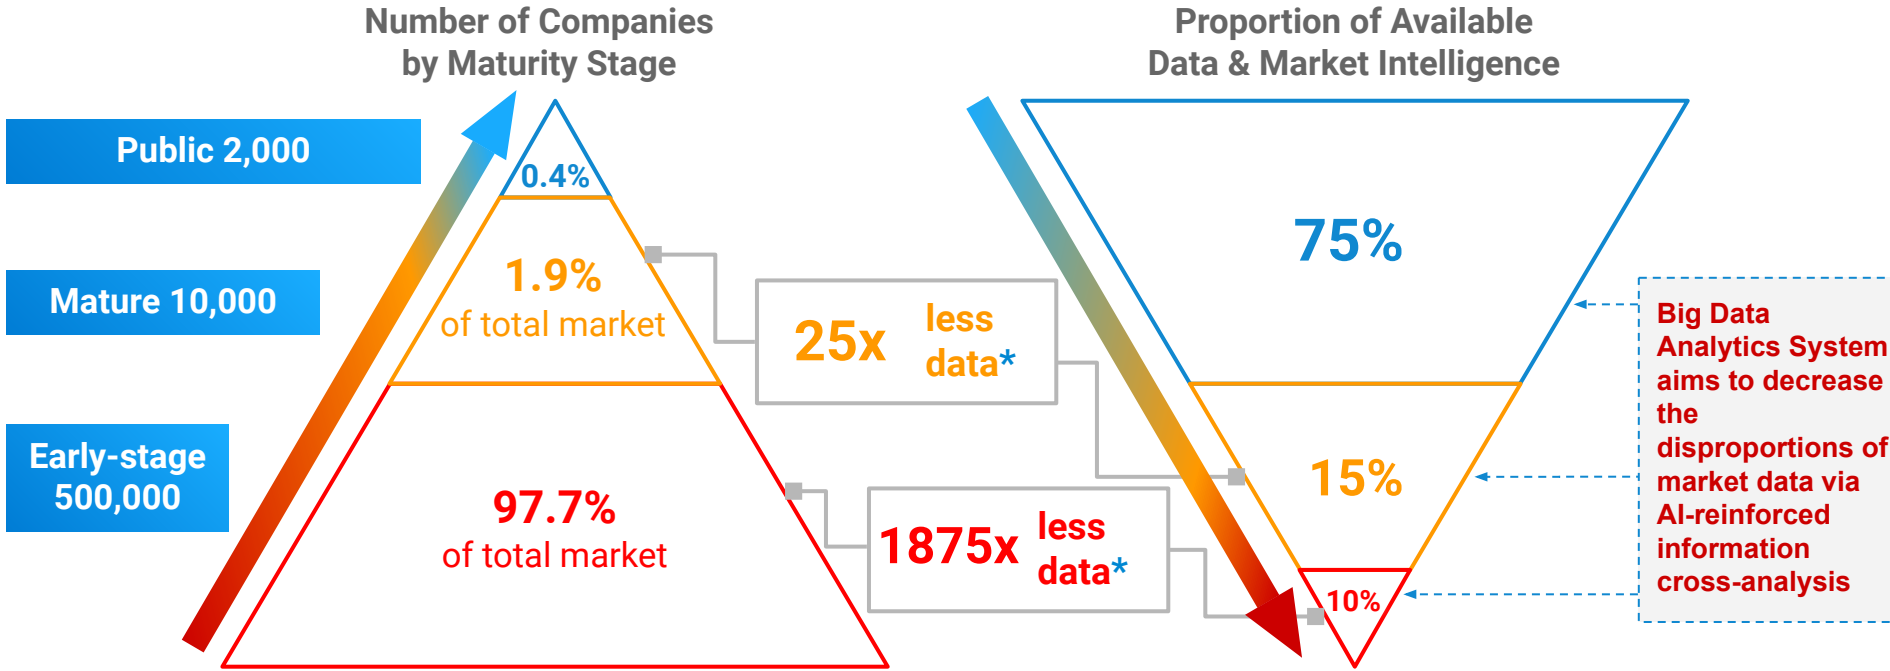 Number of Companies
by Maturity Stage
Proportion of Available
Data & Market Intelligence
Public 2,000
0.4%
75%
Mature 10,000
1.9%
of total market
25x
less
data*
Big Data
Analytics System
aims to decrease
the
disproportions of
market data via
AI-reinforced
information
cross-analysis
Early-stage
500,000
15%
97.7%
of total market
1875x
less
data*
10%